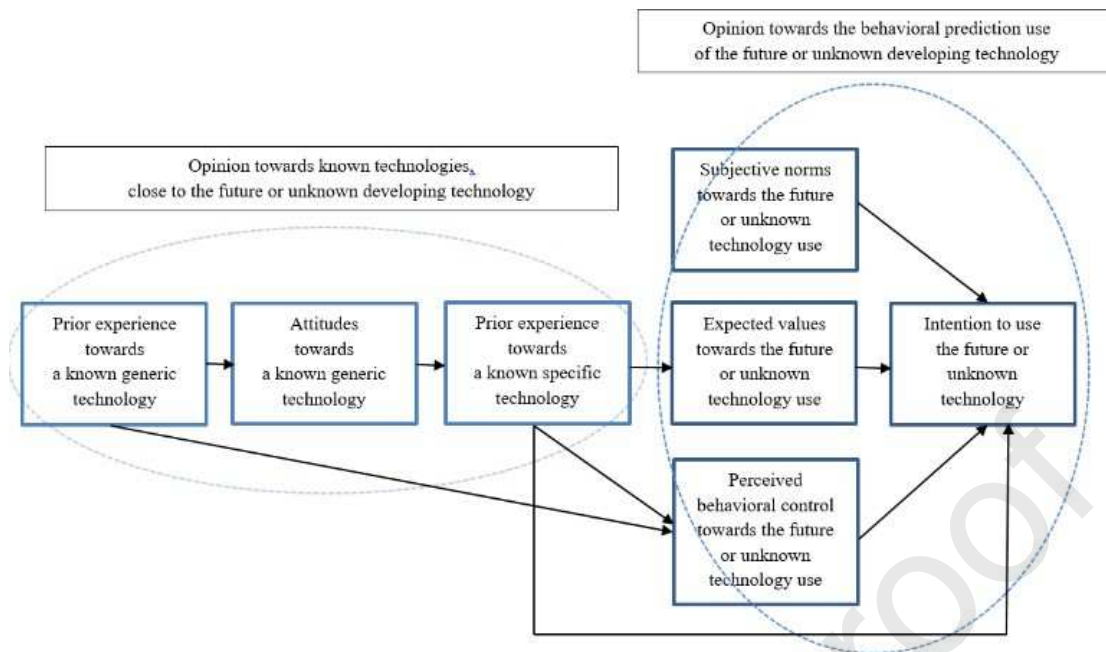 Opinion towards the behavioral prediction use
of the future or unknown developing technology
Opinion towards known technologies,
close to the future or unknown developing technology
Subjective norms
towards the future
or unknown
technology use
Prior experience
towards
a known generic
technology
Attitudes
towards
a known generic
technology
Prior experience
towards
a known specific
technology
Expected values
towards the future
or unknown
technology use
Intention to use
the future or
unknown
technology
Perceived
behavioral control
towards the future
or unknown
technology use
roof